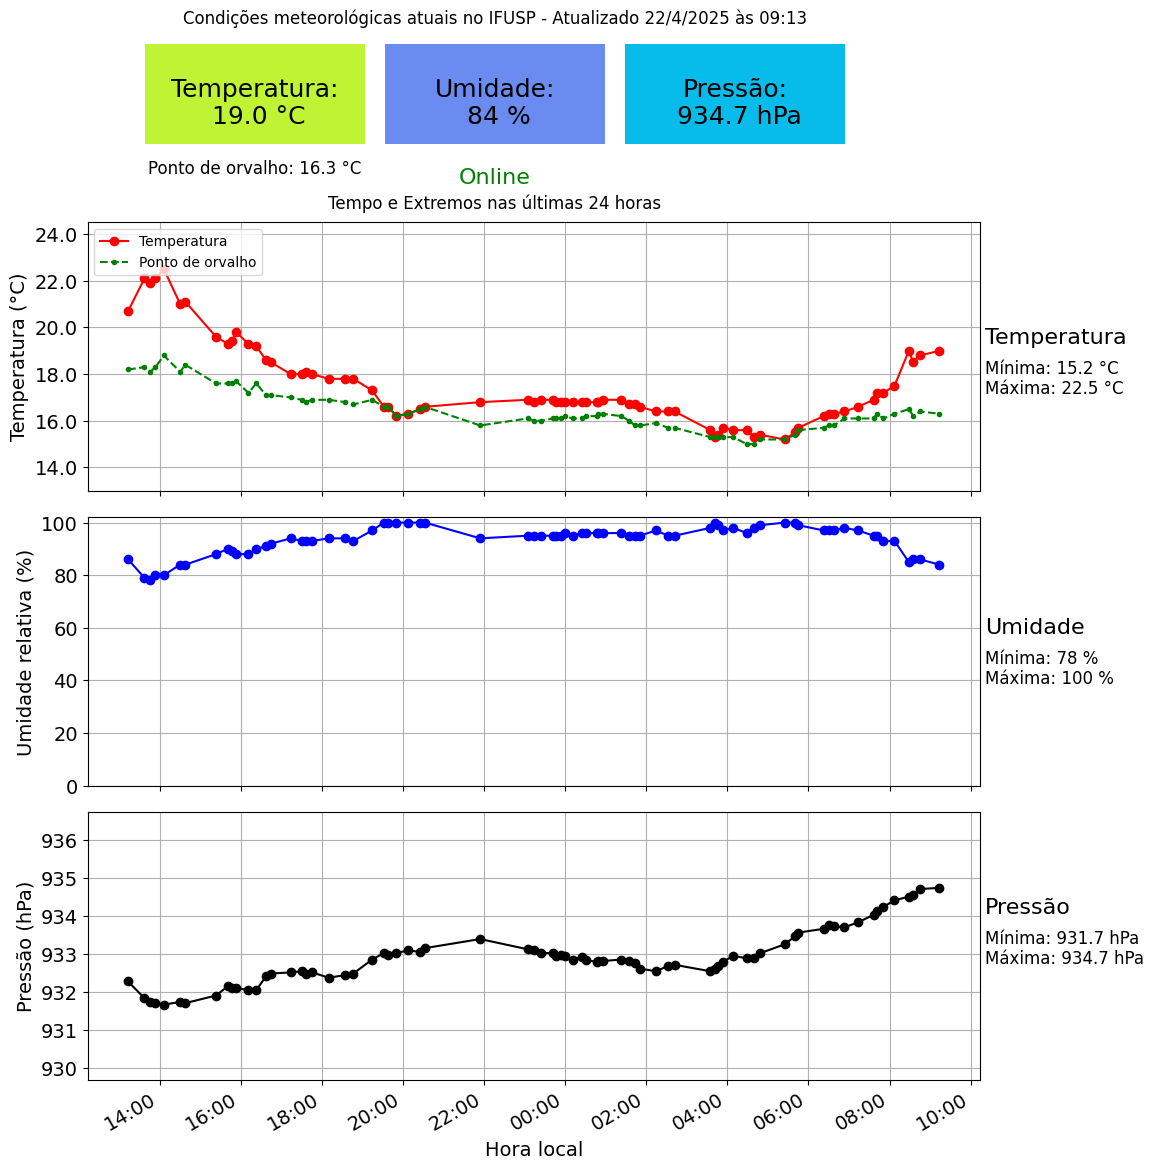 Condições meteorológicas atuais no IFUSP - Atualizado 22/4/2025 às 09:13
Temperatura:
19.0 °C
Umidade:
84 %
Pressão:
934.7 hPa
Ponto de orvalho: 16.3 °C
Online
Tempo e Extremos nas últimas 24 horas
Temperatura (°C)
24.0
22.0
20.0
18.0
16.0
14.0
Temperatura
Ponto de orvalho
Temperatura
Mínima: 15.2 °C
Máxima: 22.5 °C
Umidade relativa (%)
100
80
60
40
20
0
Umidade
Mínima: 78 %
Máxima: 100 %
Pressão (hPa)
936
935
934
933
932
931
930
Pressão
Mínima: 931.7 hPa
Máxima: 934.7 hPa
14:00 16:00 18:00 20:00 22:00 00:00 02:00 04:00 06:00 08:00 10:00
Hora local